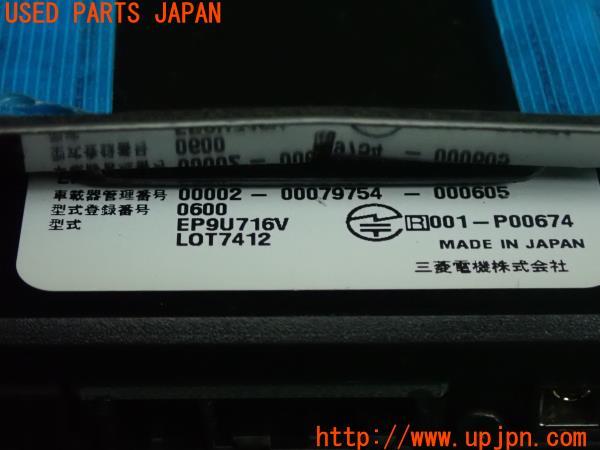 USED PARTS JAPAN
0600
車載器管理番号 00002-00079754-000605
型式登録番号 0600
型式 EP9U716V
LOT7412
R 001-P00674
MADE IN JAPAN
三菱電機株式会社
http://www.upjpn.com/